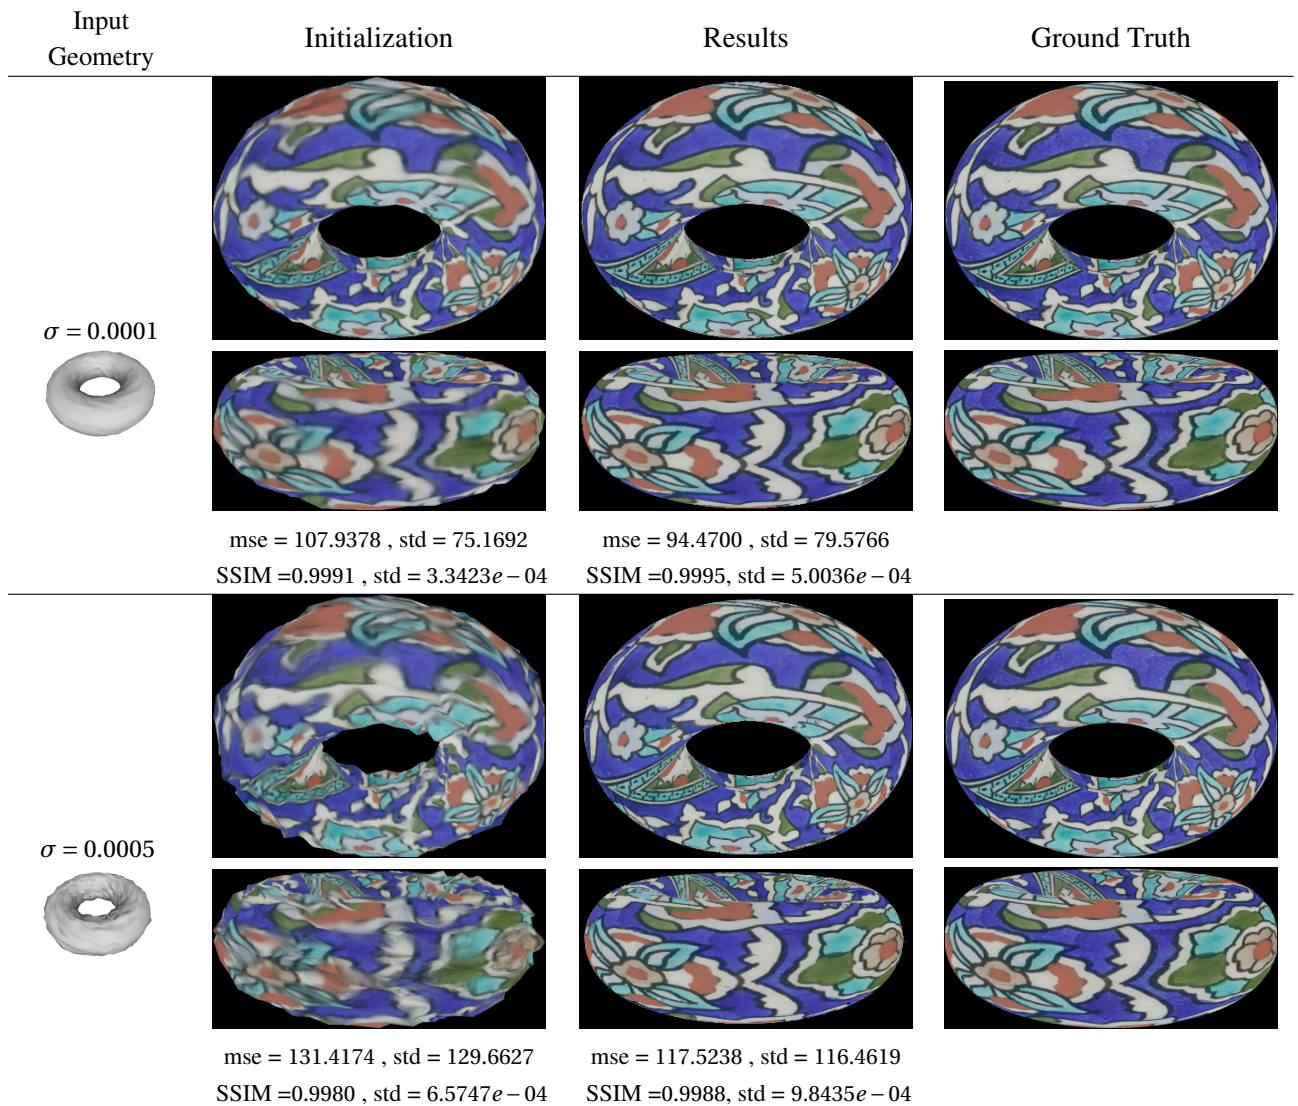 Input
Geometry
Initialization
Results
Ground Truth
σ = 0.0001
mse = 107.9378 , std = 75.1692
SSIM =0.9991 , std = 3.3423e − 04
mse = 94.4700 , std = 79.5766
SSIM =0.9995, std = 5.0036e − 04
σ = 0.0005
mse = 131.4174 , std = 129.6627
SSIM =0.9980 , std = 6.5747e − 04
mse = 117.5238 , std = 116.4619
SSIM =0.9988, std = 9.8435e − 04